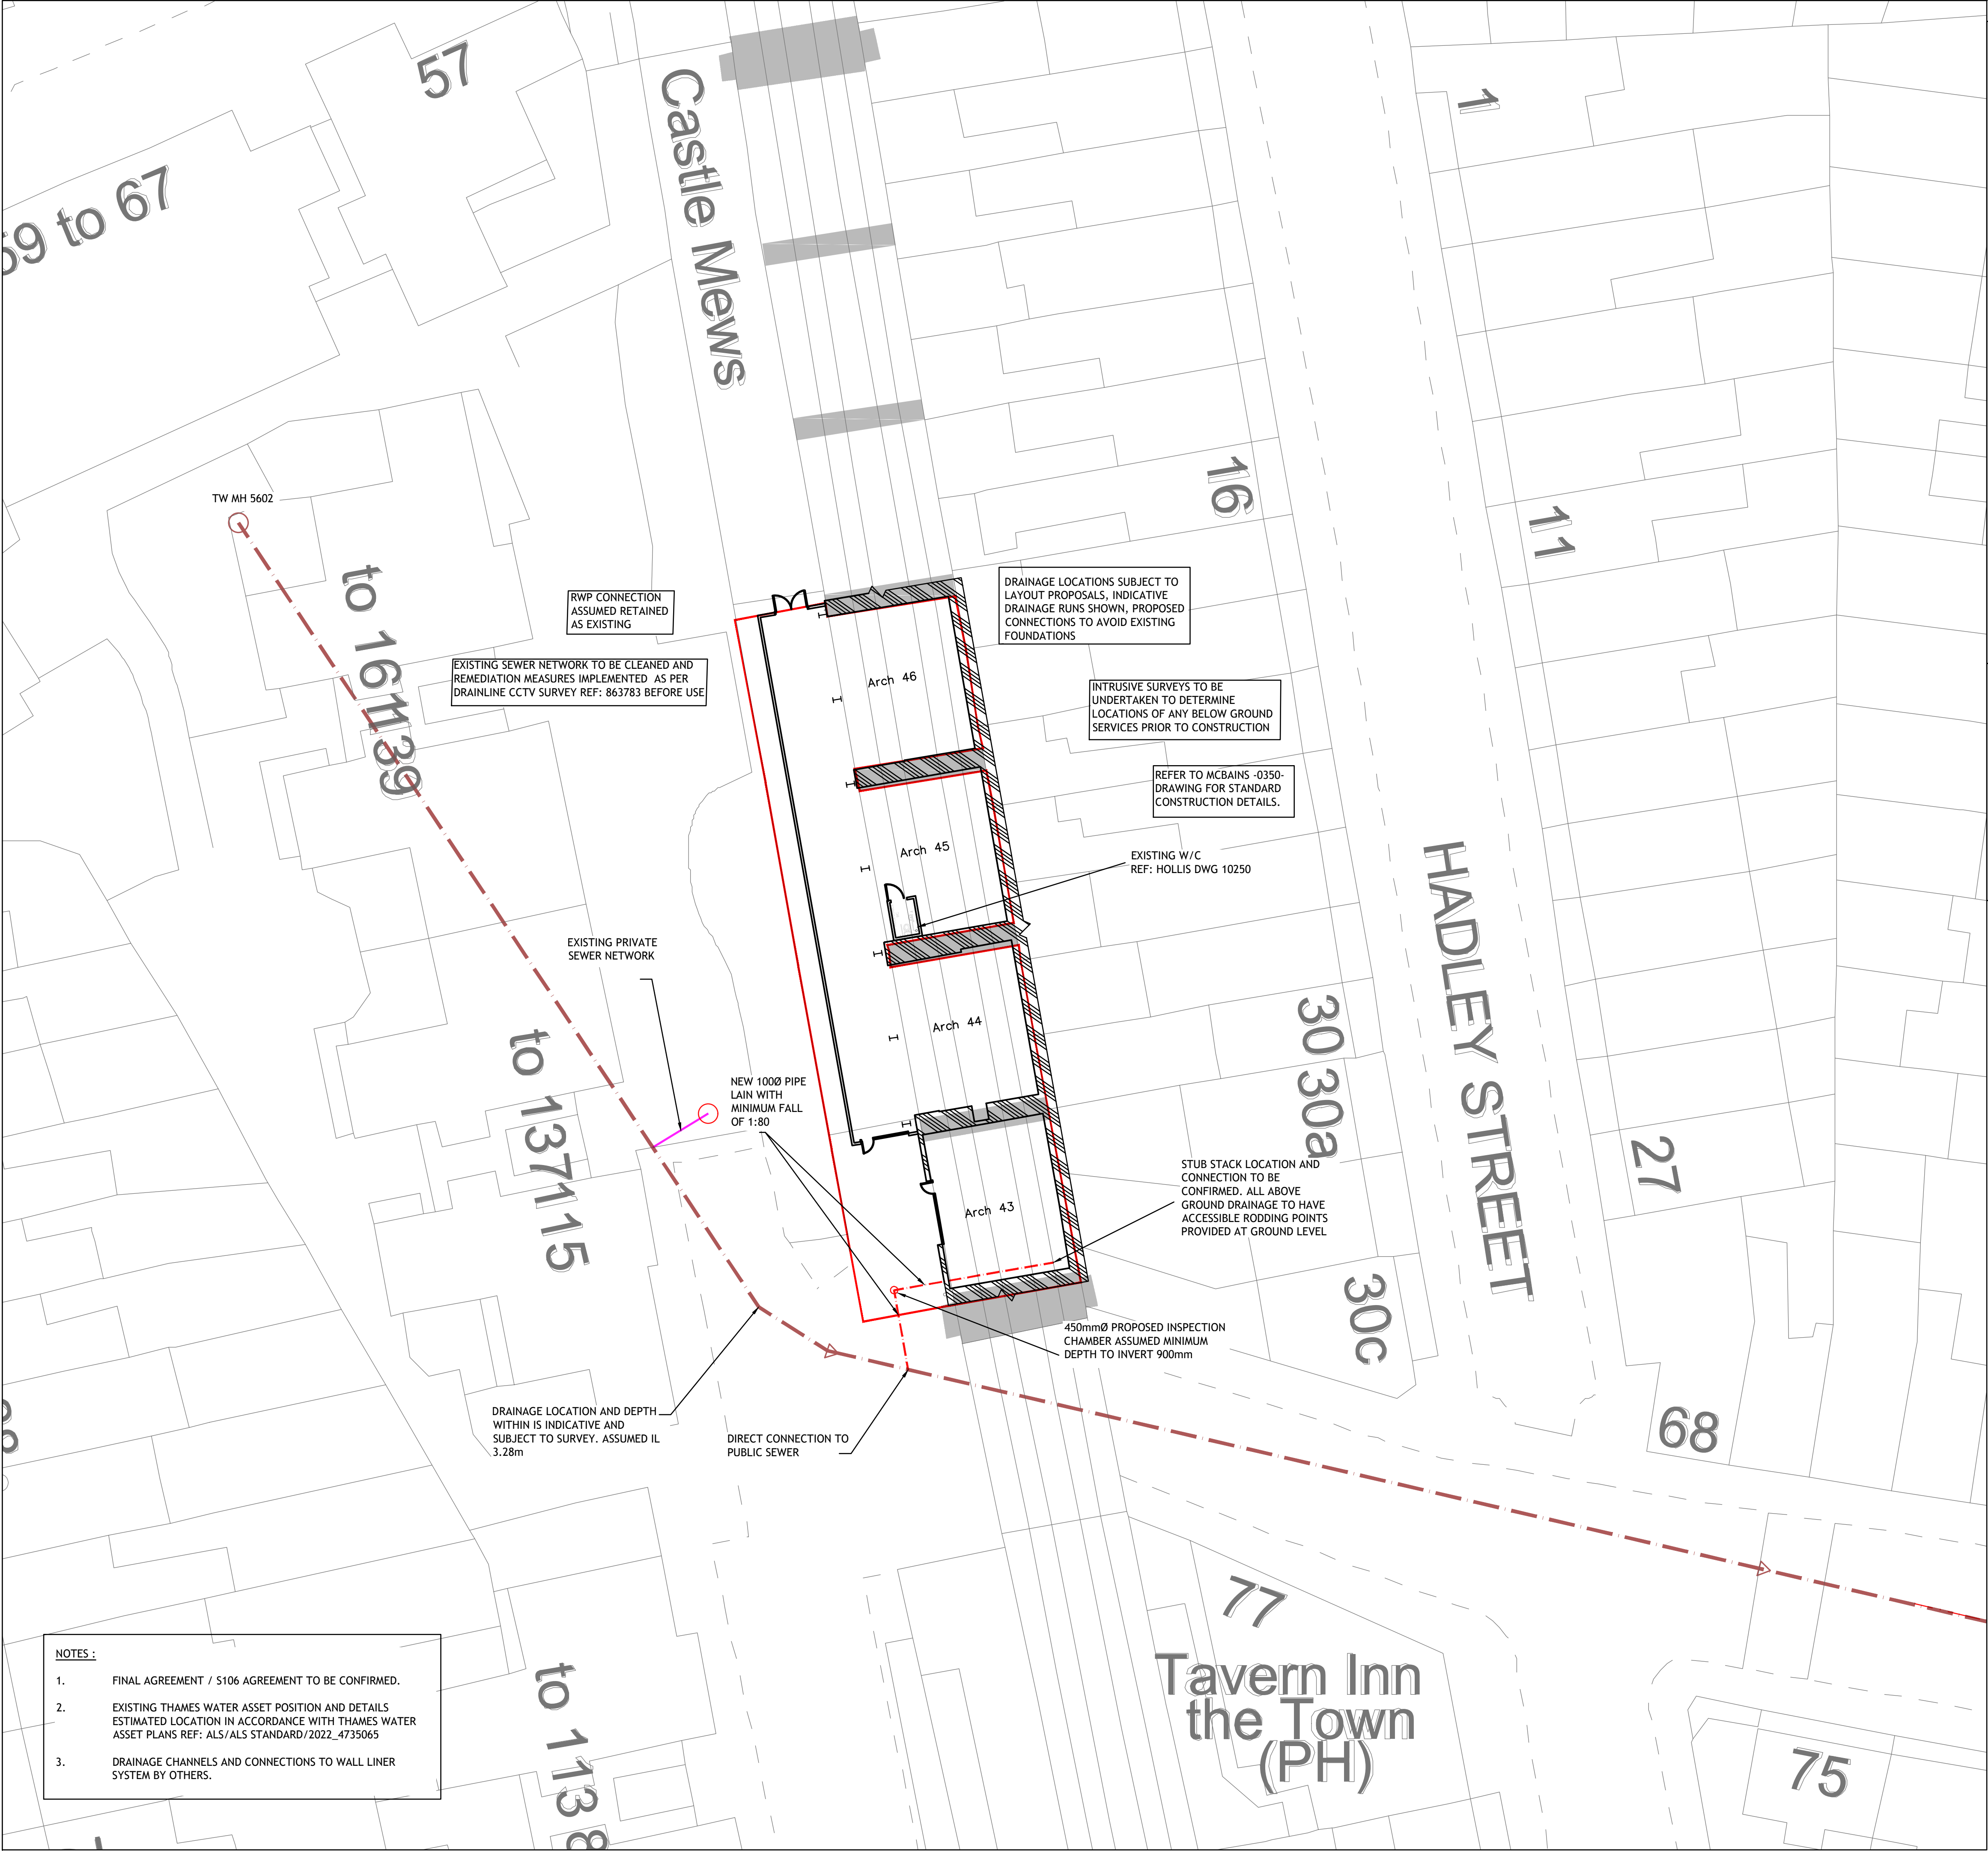 57
59 to 67
Castle Mews
1
16
11
TW MH 5602
to 161
139
RWP CONNECTION
ASSUMED RETAINED
AS EXISTING
DRAINAGE LOCATIONS SUBJECT TO
LAYOUT PROPOSALS, INDICATIVE
DRAINAGE RUNS SHOWN, PROPOSED
CONNECTIONS TO AVOID EXISTING
FOUNDATIONS
EXISTING SEWER NETWORK TO BE CLEANED AND
REMEDIATION MEASURES IMPLEMENTED AS PER
DRAINLINE CCTV SURVEY REF: 863783 BEFORE USE
Arch 46
INTRUSIVE SURVEYS TO BE
UNDERTAKEN TO DETERMINE
LOCATIONS OF ANY BELOW GROUND
SERVICES PRIOR TO CONSTRUCTION
REFER TO MCBAINS -0350-
DRAWING FOR STANDARD
CONSTRUCTION DETAILS.
Arch 45
EXISTING W/C
REF: HOLLIS DWG 10250
HADLEY STREET
EXISTING PRIVATE
SEWER NETWORK
Arch 44
30
30a
to 137
115
NEW 100Ø PIPE
LAIN WITH
MINIMUM FALL
OF 1:80
27
STUB STACK LOCATION AND
CONNECTION TO BE
CONFIRMED. ALL ABOVE
GROUND DRAINAGE TO HAVE
ACCESSIBLE RODDING POINTS
PROVIDED AT GROUND LEVEL
Arch 43
30c
450mmØ PROPOSED INSPECTION
CHAMBER ASSUMED MINIMUM
DEPTH TO INVERT 900mm
DRAINAGE LOCATION AND DEPTH
WITHIN IS INDICATIVE AND
SUBJECT TO SURVEY. ASSUMED IL
3.28m
DIRECT CONNECTION TO
PUBLIC SEWER
68
77
Tavern Inn
the Town
(PH)
75
to 113
NOTES :
1. FINAL AGREEMENT / S106 AGREEMENT TO BE CONFIRMED.
2. EXISTING THAMES WATER ASSET POSITION AND DETAILS
ESTIMATED LOCATION IN ACCORDANCE WITH THAMES WATER
ASSET PLANS REF: ALS/ALS STANDARD/2022_4735065
3. DRAINAGE CHANNELS AND CONNECTIONS TO WALL LINER
SYSTEM BY OTHERS.